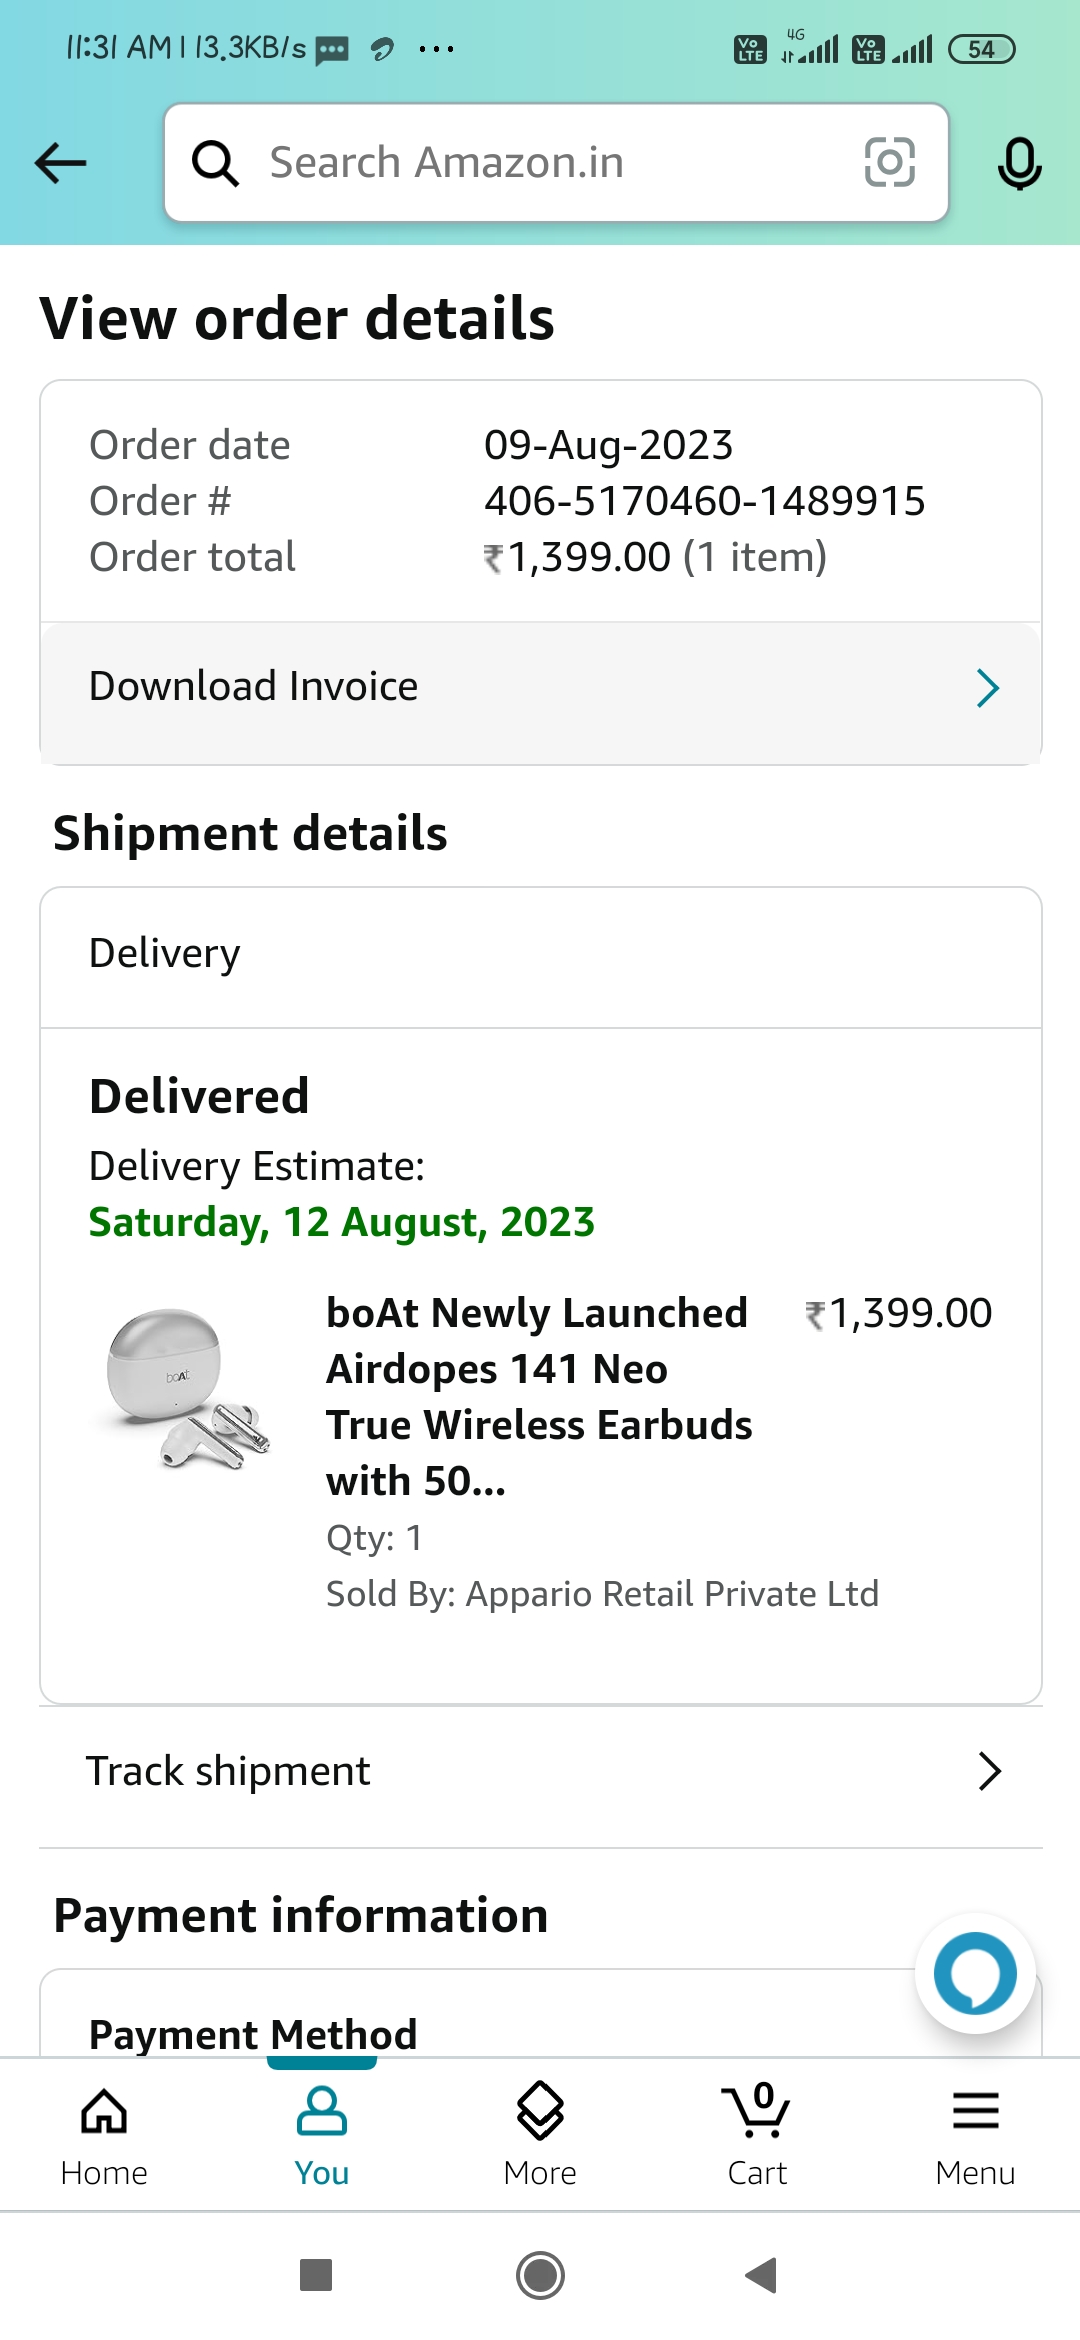 11:31 AM | 13.3KB/s ...
Vo LTE 4G Vo LTE 54
Search Amazon.in
View order details
Order date 09-Aug-2023
Order # 406-5170460-1489915
Order total ₹1,399.00 (1 item)
Download Invoice
Shipment details
Delivery
Delivered
Delivery Estimate:
Saturday, 12 August, 2023
boAt
boAt Newly Launched ₹1,399.00
Airdopes 141 Neo
True Wireless Earbuds
with 50...
Qty: 1
Sold By: Appario Retail Private Ltd
Track shipment
Payment information
Payment Method
0
Home You More Cart Menu